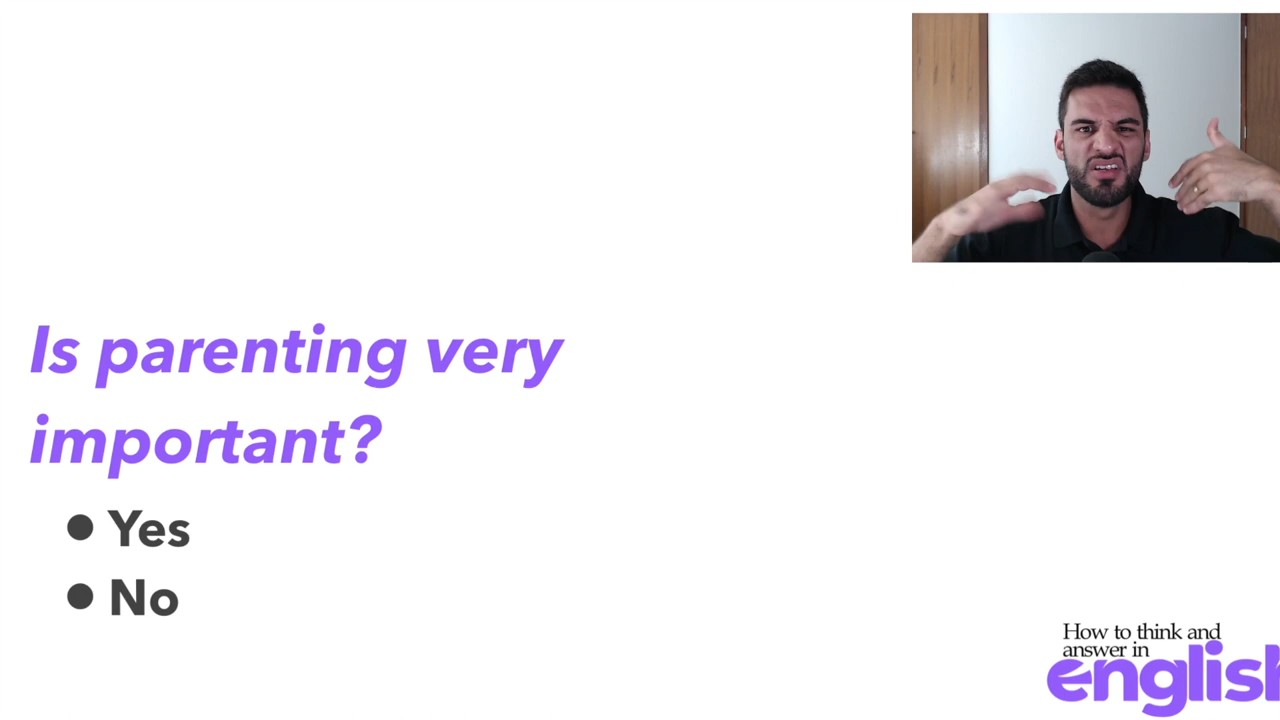 Is parenting very
important?
● Yes
● No
How to think and
answer in
english